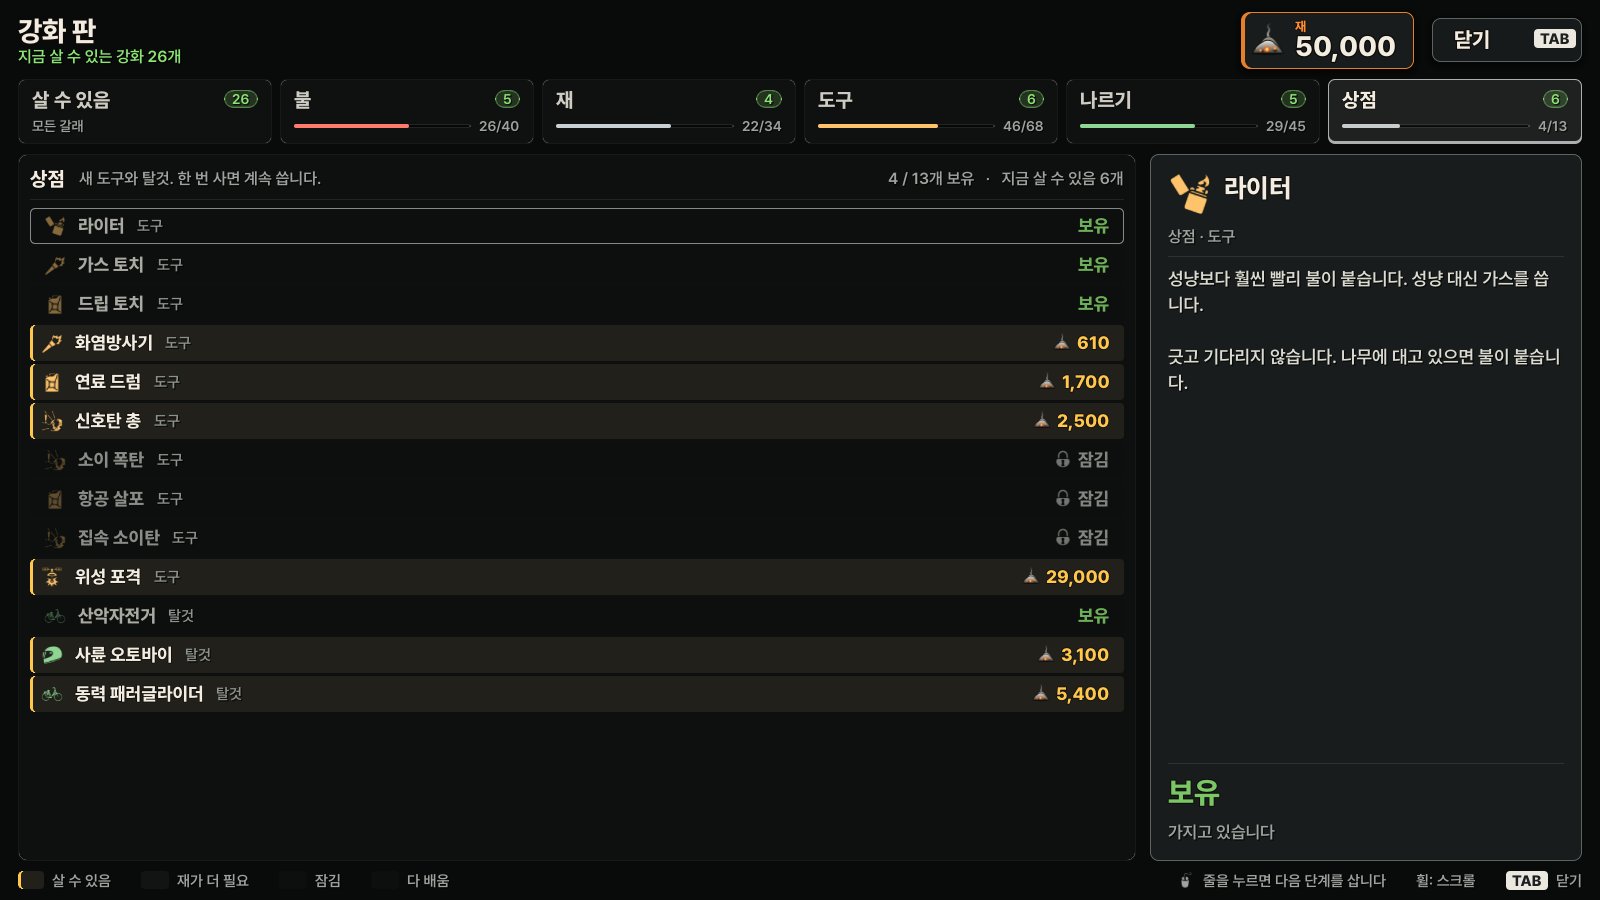 강화 판
지금 살 수 있는 강화 26개
재
50,000
닫기 TAB
살 수 있음 26
모든 갈래
불 5
26/40
재 4
22/34
도구 6
46/68
나르기 5
29/45
상점 6
4/13
상점 새 도구와 탈것. 한 번 사면 계속 씁니다. 4 / 13개 보유 · 지금 살 수 있음 6개
라이터 도구 보유
가스 토치 도구 보유
드립 토치 도구 보유
화염방사기 도구 610
연료 드럼 도구 1,700
신호탄 총 도구 2,500
소이 폭탄 도구 잠김
항공 살포 도구 잠김
집속 소이탄 도구 잠김
위성 포격 도구 29,000
산악자전거 탈것 보유
사륜 오토바이 탈것 3,100
동력 패러글라이더 탈것 5,400
라이터
상점 · 도구
성냥보다 훨씬 빨리 불이 붙습니다. 성냥 대신 가스를 씁
니다.
긋고 기다리지 않습니다. 나무에 대고 있으면 불이 붙습니
다.
보유
가지고 있습니다
살 수 있음 재가 더 필요 잠김 다 배움
줄을 누르면 다음 단계를 삽니다 휠: 스크롤 TAB 닫기